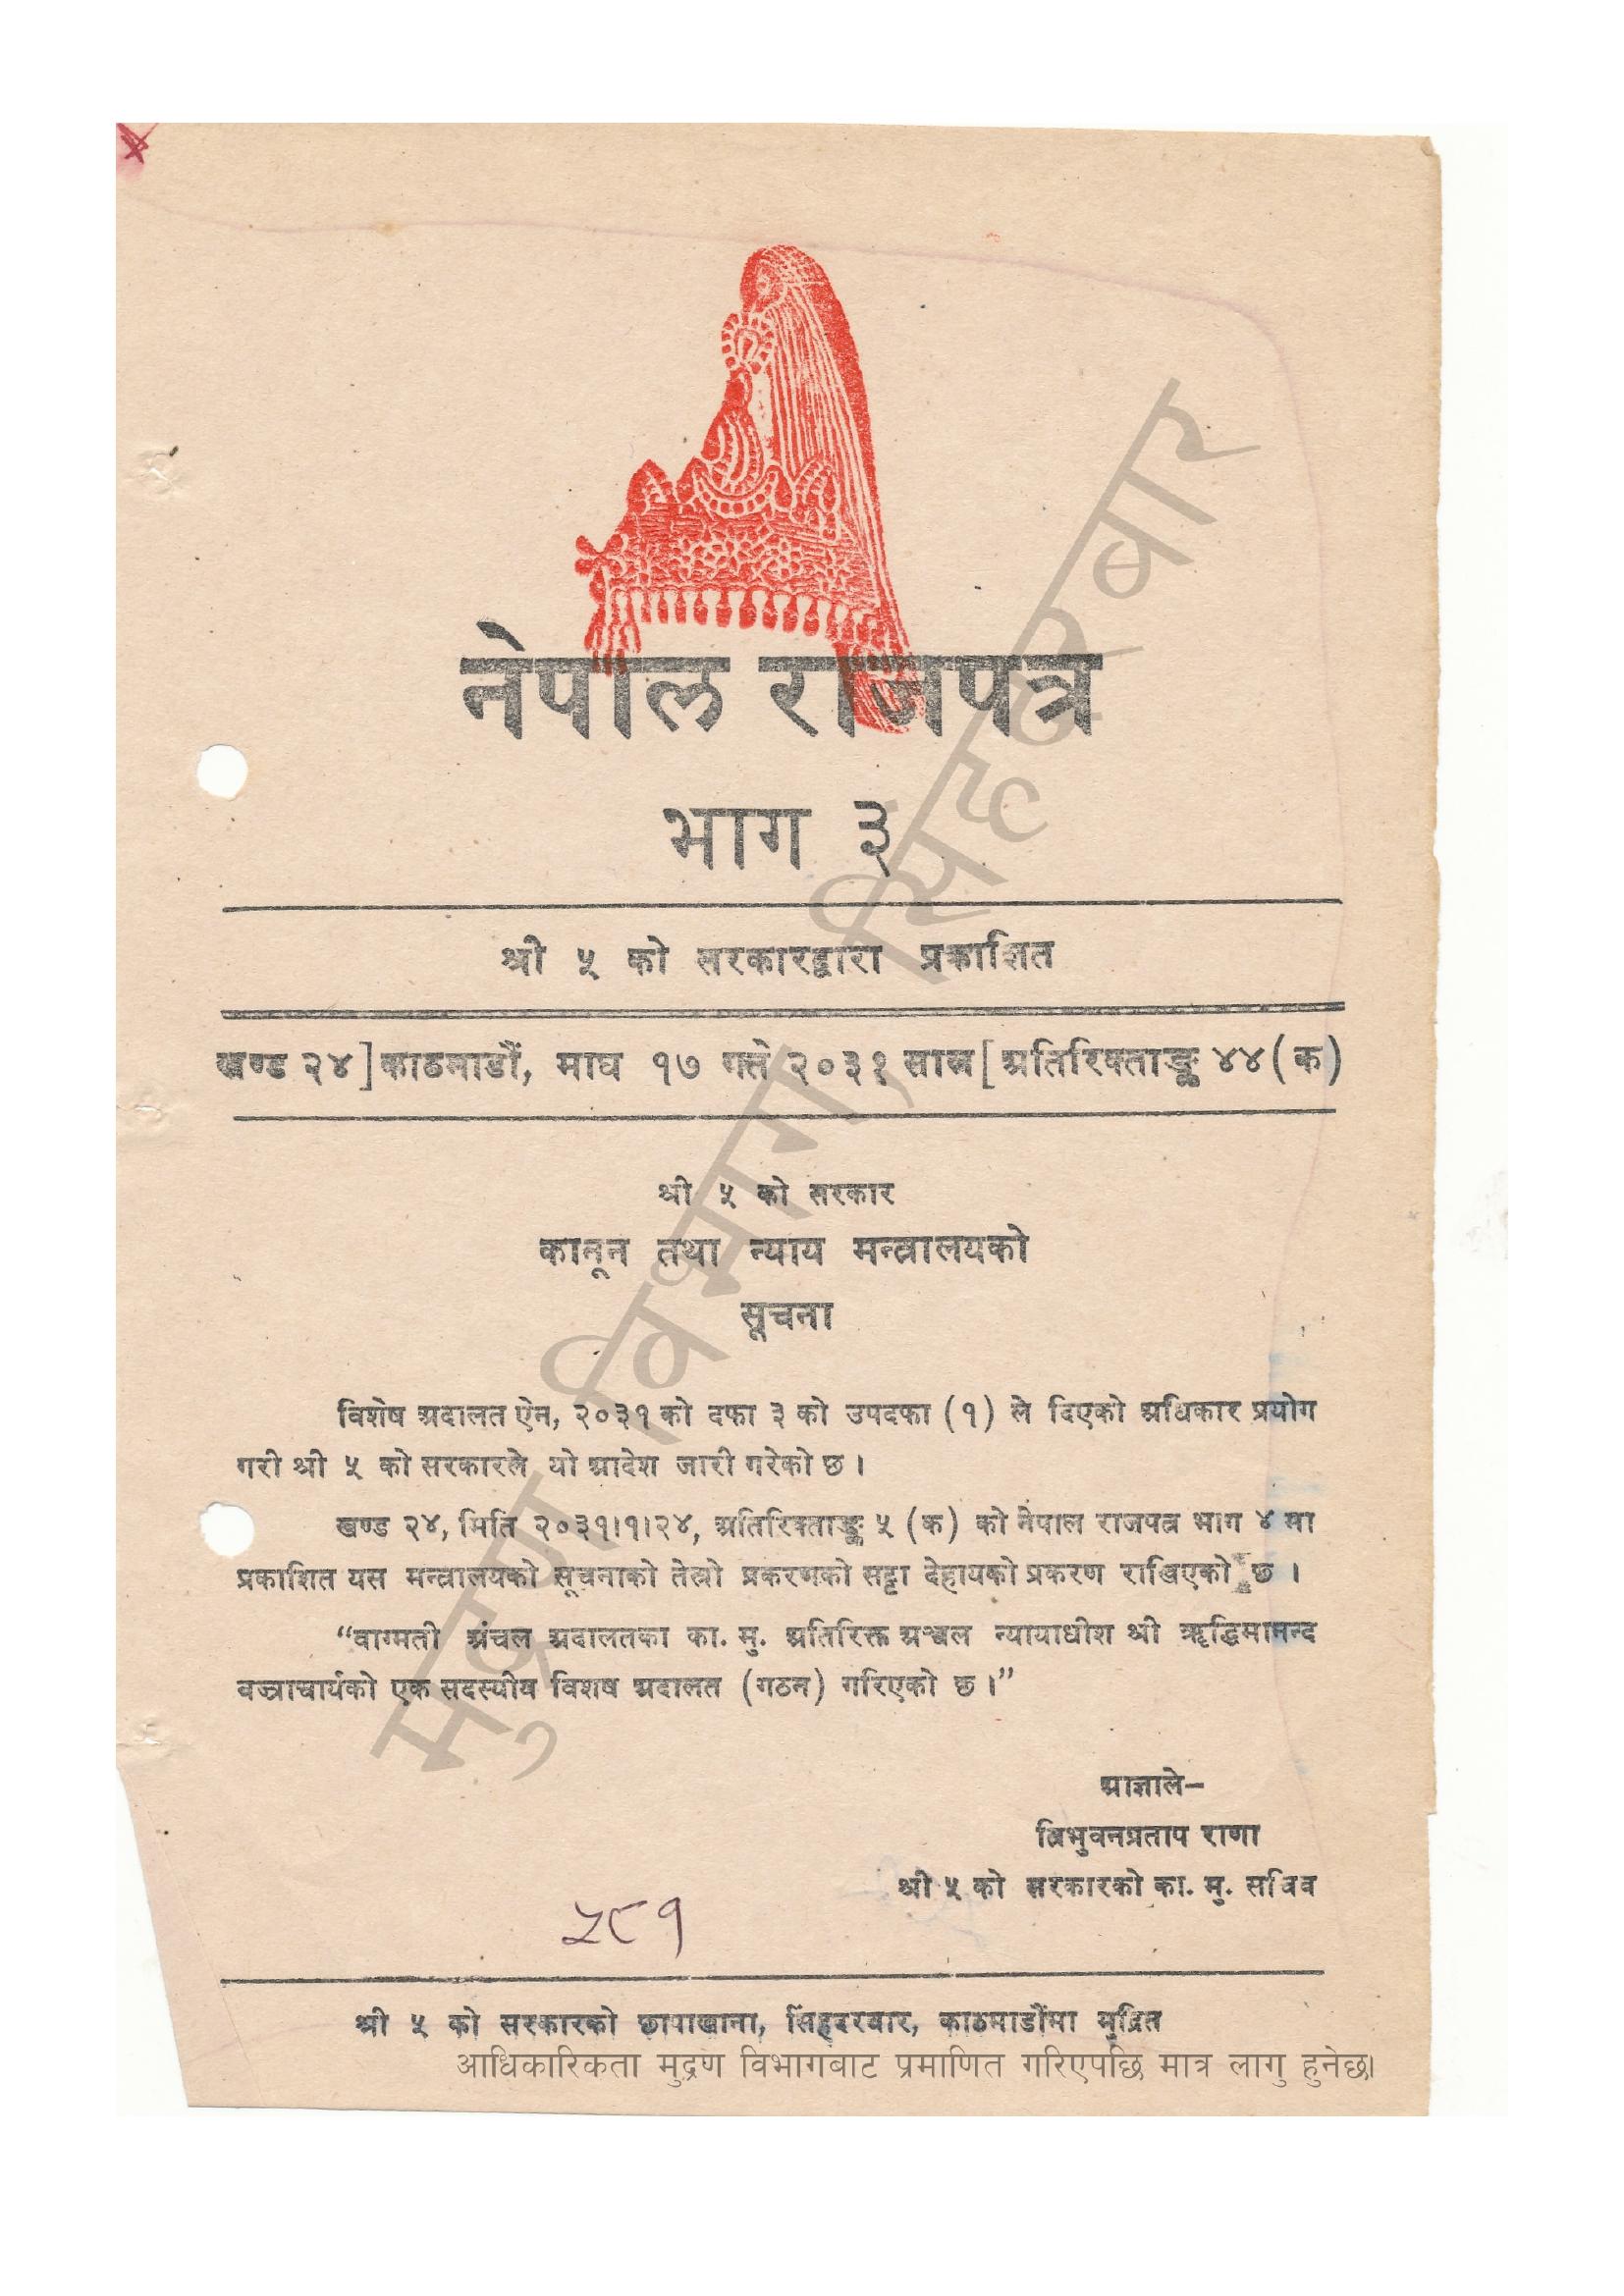 नेपाल राजपत्र
भाग ३
श्री ५ को सरकारद्वारा प्रकाशित
खण्ड २४] काठमाडौं, माघ १७ गते २०३१ साल [अतिरिक्ताङ्क ४४(क)
श्री ५ को सरकार
कानून तथा न्याय मन्त्रालयको
सूचना
विशेष अदालत ऐन, २०३१ को दफा ३ को उपदफा (१) ले दिएको अधिकार प्रयोग
गरी श्री ५ को सरकारले यो आदेश जारी गरेको छ ।
खण्ड २४, मिति २०३१।१।२४, अतिरिक्ताङ्क ५ (क) को नेपाल राजपत्र भाग ४ मा
प्रकाशित यस मन्त्रालयको सूचनाको तेस्रो प्रकरणको सट्टा देहायको प्रकरण राखिएको छ ।
“वाग्मती अंचल अदालतका का. मु. अतिरिक्त अञ्चल न्यायाधीश श्री ऋद्धिमानन्द
वज्राचार्यको एक सदस्यीय विशष अदालत (गठन) गरिएको छ ।”
आज्ञाले–
त्रिभुवनप्रताप राणा
श्री ५ को सरकारको का. मु. सचिव
५८१
श्री ५ को सरकारको छापाखाना, सिंहदरवार, काठमाडौंमा मुद्रित
आधिकारिकता मुद्रण विभागबाट प्रमाणित गरिएपछि मात्र लागु हुनेछ।
मुद्रण विभाग, सिंहदरबार